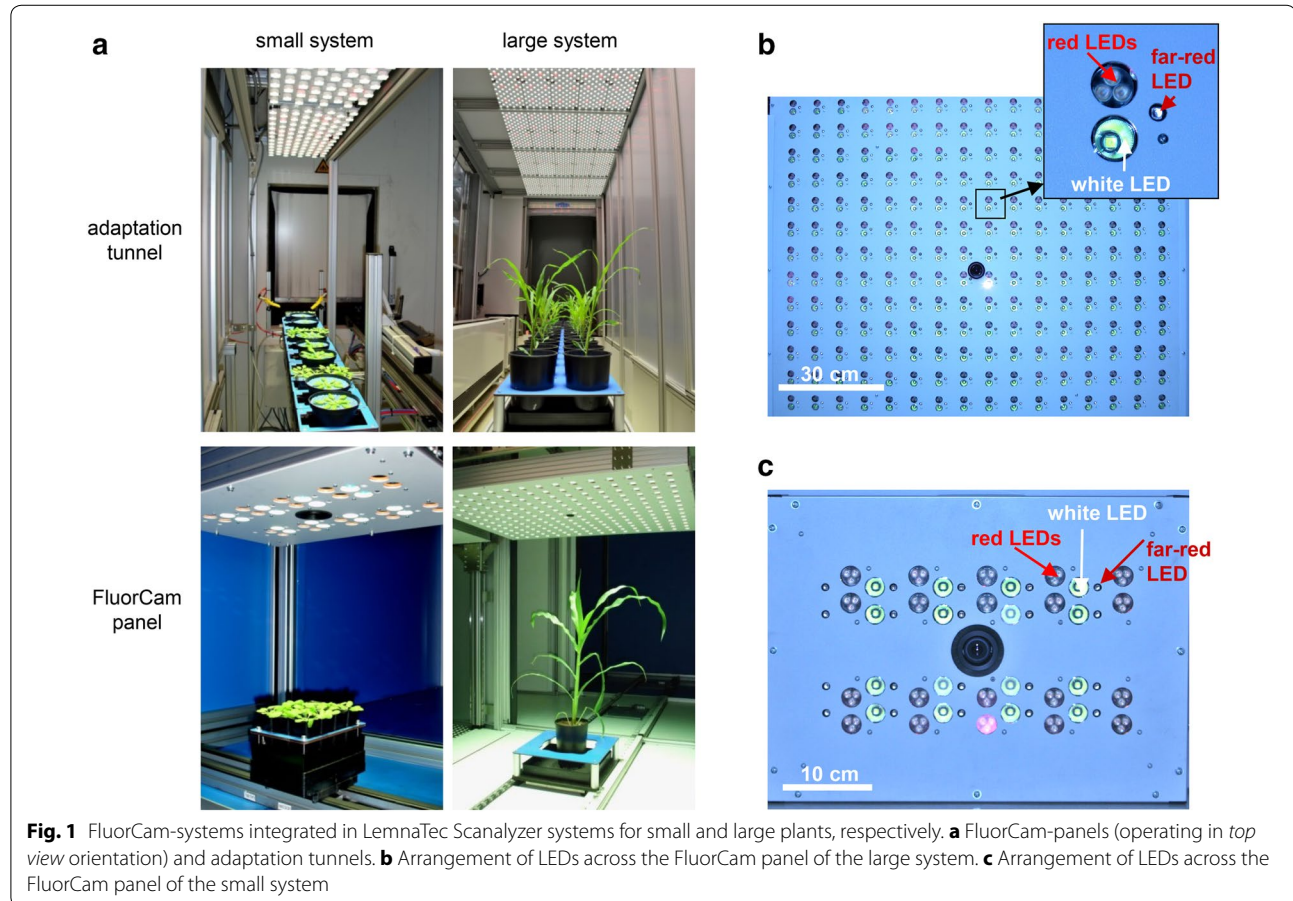 a
small system
large system
adaptation
tunnel
FluorCam
panel
b
red LEDs
far-red
LED
white LED
30 cm
c
white LED
red LEDs
far-red
LED
10 cm
Fig. 1 FluorCam-systems integrated in LemnaTec Scanalyzer systems for small and large plants, respectively. a FluorCam-panels (operating in top
view orientation) and adaptation tunnels. b Arrangement of LEDs across the FluorCam panel of the large system. c Arrangement of LEDs across the
FluorCam panel of the small system